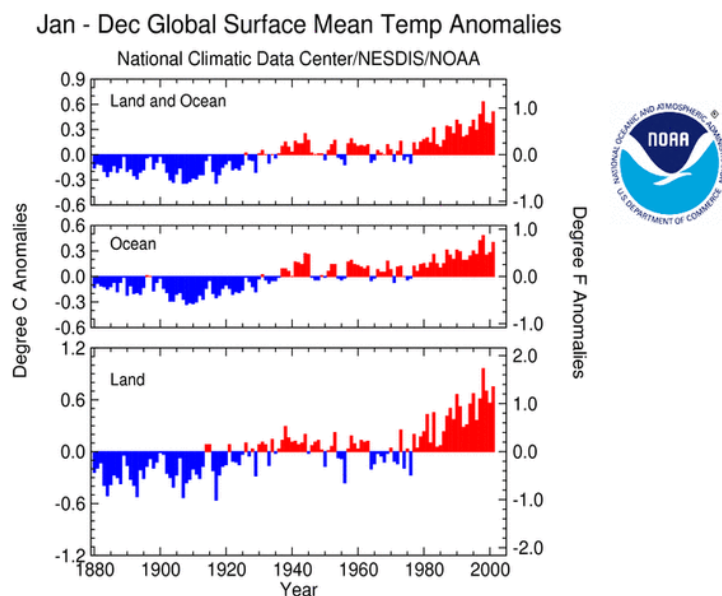 Jan - Dec Global Surface Mean Temp Anomalies
National Climatic Data Center/NESDIS/NOAA
Land and Ocean
0.9
0.6
0.3
0.0
-0.3
-0.6
1.0
0.0
-1.0
Ocean
0.6
0.3
0.0
-0.3
-0.6
1.0
0.0
-1.0
Land
1.2
0.6
0.0
-0.6
-1.2
2.0
1.0
0.0
-1.0
-2.0
Degree C Anomalies
Degree F Anomalies
1880 1900 1920 1940 1960 1980 2000
Year
NATIONAL OCEANIC AND ATMOSPHERIC
NOAA
U.S. DEPARTMENT OF COMMERCE
®